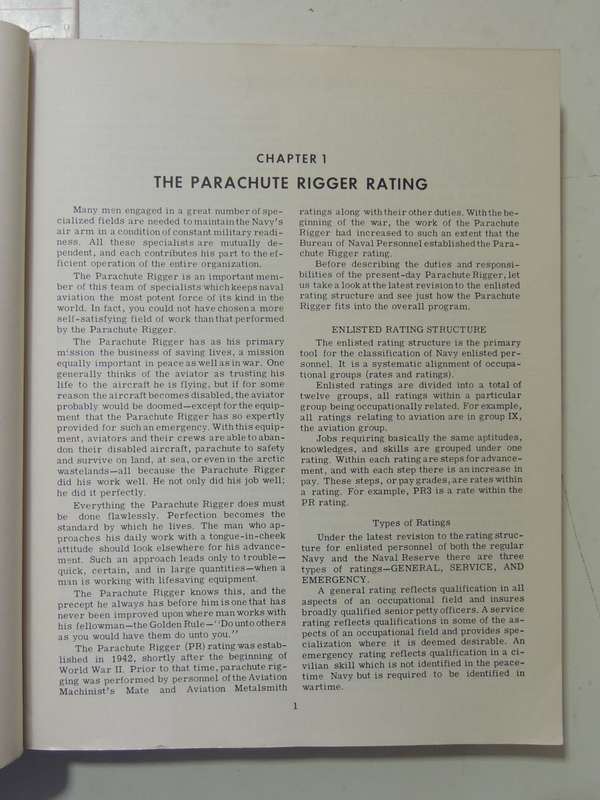 CHAPTER 1
THE PARACHUTE RIGGER RATING
Many men engaged in a great number of spe-
cialized fields are needed to maintain the Navy's
air arm in a condition of constant military readi-
ness. All these specialists are mutually de-
pendent, and each contributes his part to the ef-
ficient operation of the entire organization.
The Parachute Rigger is an important mem-
ber of this team of specialists which keeps naval
aviation the most potent force of its kind in the
world. In fact, you could not have chosen a more
self-satisfying field of work than that performed
by the Parachute Rigger.
The Parachute Rigger has as his primary
mission the business of saving lives, a mission
equally important in peace as well as in war. One
generally thinks of the aviator as trusting his
life to the aircraft he is flying, but if for some
reason the aircraft becomes disabled, the aviator
probably would be doomed—except for the equip-
ment that the Parachute Rigger has so expertly
provided for such an emergency. With this equip-
ment, aviators and their crews are able to aban-
don their disabled aircraft, parachute to safety
and survive on land, at sea, or even in the arctic
wastelands—all because the Parachute Rigger
did his work well. He not only did his job well;
he did it perfectly.
Everything the Parachute Rigger does must
be done flawlessly. Perfection becomes the
standard by which he lives. The man who ap-
proaches his daily work with a tongue-in-cheek
attitude should look elsewhere for his advance-
ment. Such an approach leads only to trouble—
quick, certain, and in large quantities—when a
man is working with lifesaving equipment.
The Parachute Rigger knows this, and the
precept he always has before him is one that has
never been improved upon where man works with
his fellowman—the Golden Rule—"Do unto others
as you would have them do unto you."
The Parachute Rigger (PR) rating was estab-
lished in 1942, shortly after the beginning of
World War II. Prior to that time, parachute rig-
ging was performed by personnel of the Aviation
Machinist's Mate and Aviation Metalsmith
ratings along with their other duties. With the be-
ginning of the war, the work of the Parachute
Rigger had increased to such an extent that the
Bureau of Naval Personnel established the Para-
chute Rigger rating.
Before describing the duties and responsi-
bilities of the present-day Parachute Rigger, let
us take a look at the latest revision to the enlisted
rating structure and see just how the Parachute
Rigger fits into the overall program.
ENLISTED RATING STRUCTURE
The enlisted rating structure is the primary
tool for the classification of Navy enlisted per-
sonnel. It is a systematic alignment of occupa-
tional groups (rates and ratings).
Enlisted ratings are divided into a total of
twelve groups, all ratings within a particular
group being occupationally related. For example,
all ratings relating to aviation are in group IX,
the aviation group.
Jobs requiring basically the same aptitudes,
knowledges, and skills are grouped under one
rating. Within each rating are steps for advance-
ment, and with each step there is an increase in
pay. These steps, or pay grades, are rates within
a rating. For example, PR3 is a rate within the
PR rating.
Types of Ratings
Under the latest revision to the rating struc-
ture for enlisted personnel of both the regular
Navy and the Naval Reserve there are three
types of ratings—GENERAL, SERVICE, AND
EMERGENCY.
A general rating reflects qualification in all
aspects of an occupational field and insures
broadly qualified senior petty officers. A service
rating reflects qualifications in some of the as-
pects of an occupational field and provides spe-
cialization where it is deemed desirable. An
emergency rating reflects qualification in a ci-
vilian skill which is not identified in the peace-
time Navy but is required to be identified in
wartime.
1